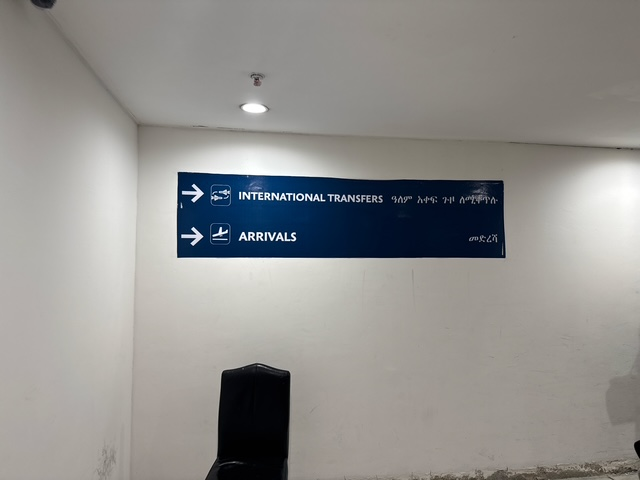 INTERNATIONAL TRANSFERS ዓለም አቀፍ ጉዞ ለሚቀጥሉ
ARRIVALS መድረሻ